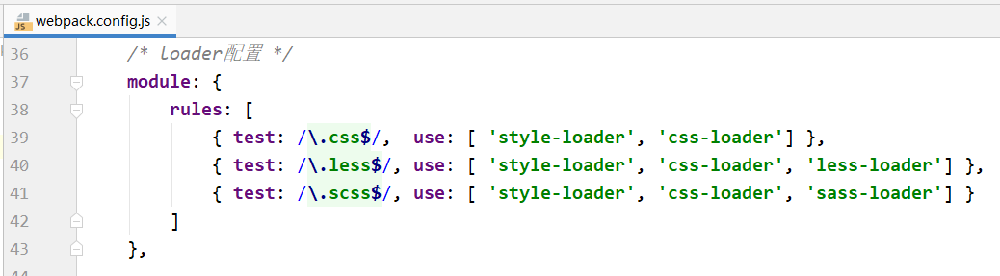 webpack.config.js
36 /* loader配置 */
37 module: {
38 rules: [
39 { test: /\.css$/, use: [ 'style-loader', 'css-loader'] },
40 { test: /\.less$/, use: [ 'style-loader', 'css-loader', 'less-loader'] },
41 { test: /\.scss$/, use: [ 'style-loader', 'css-loader', 'sass-loader'] }
42 ]
43 },